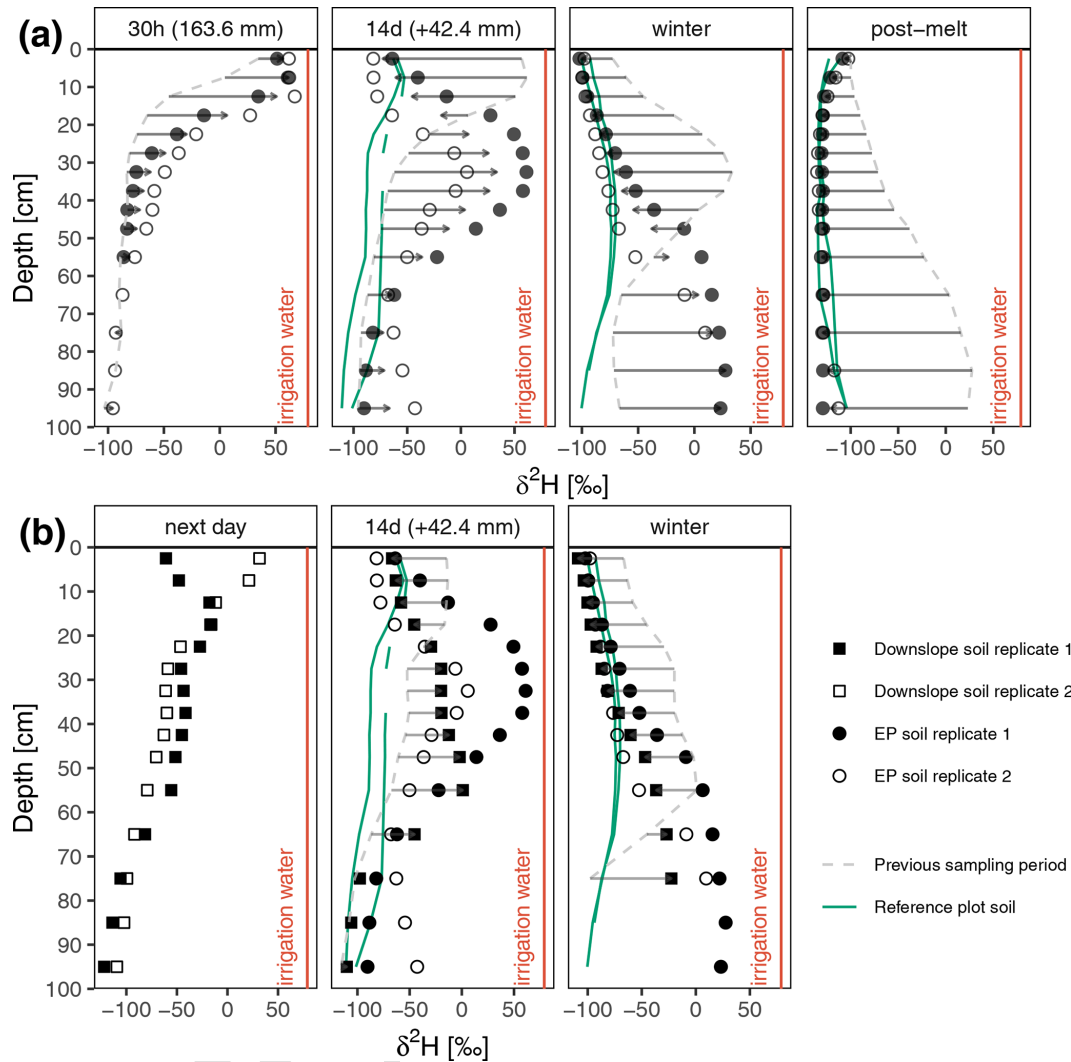 (a)
30h (163.6 mm) 14d (+42.4 mm) winter post−melt
0
10
20
30
40
50
60
70
80
90
100
Depth [cm]
irrigation water irrigation water irrigation water irrigation water
−100 −50 0 50 −100 −50 0 50 −100 −50 0 50 −100 −50 0 50
δ²H [‰]
(b)
next day 14d (+42.4 mm) winter
0
10
20
30
40
50
60
70
80
90
100
Depth [cm]
irrigation water irrigation water irrigation water
−100 −50 0 50 −100 −50 0 50 −100 −50 0 50
δ²H [‰]
Downslope soil replicate 1
Downslope soil replicate 2
EP soil replicate 1
EP soil replicate 2
Previous sampling period
Reference plot soil